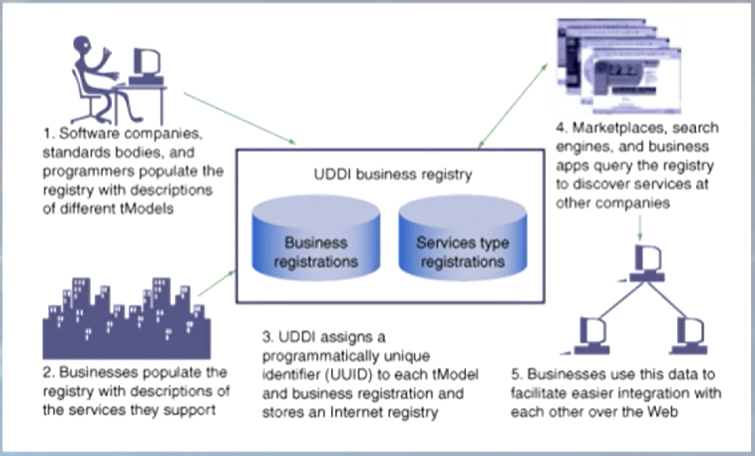 1. Software companies,
standards bodies, and
programmers populate the
registry with descriptions
of different tModels
UDDI business registry
Business
registrations
Services type
registrations
2. Businesses populate the
registry with descriptions of
the services they support
3. UDDI assigns a
programmatically unique
identifier (UUID) to each tModel
and business registration and
stores an Internet registry
4. Marketplaces, search
engines, and business
apps query the registry
to discover services at
other companies
5. Businesses use this data to
facilitate easier integration with
each other over the Web